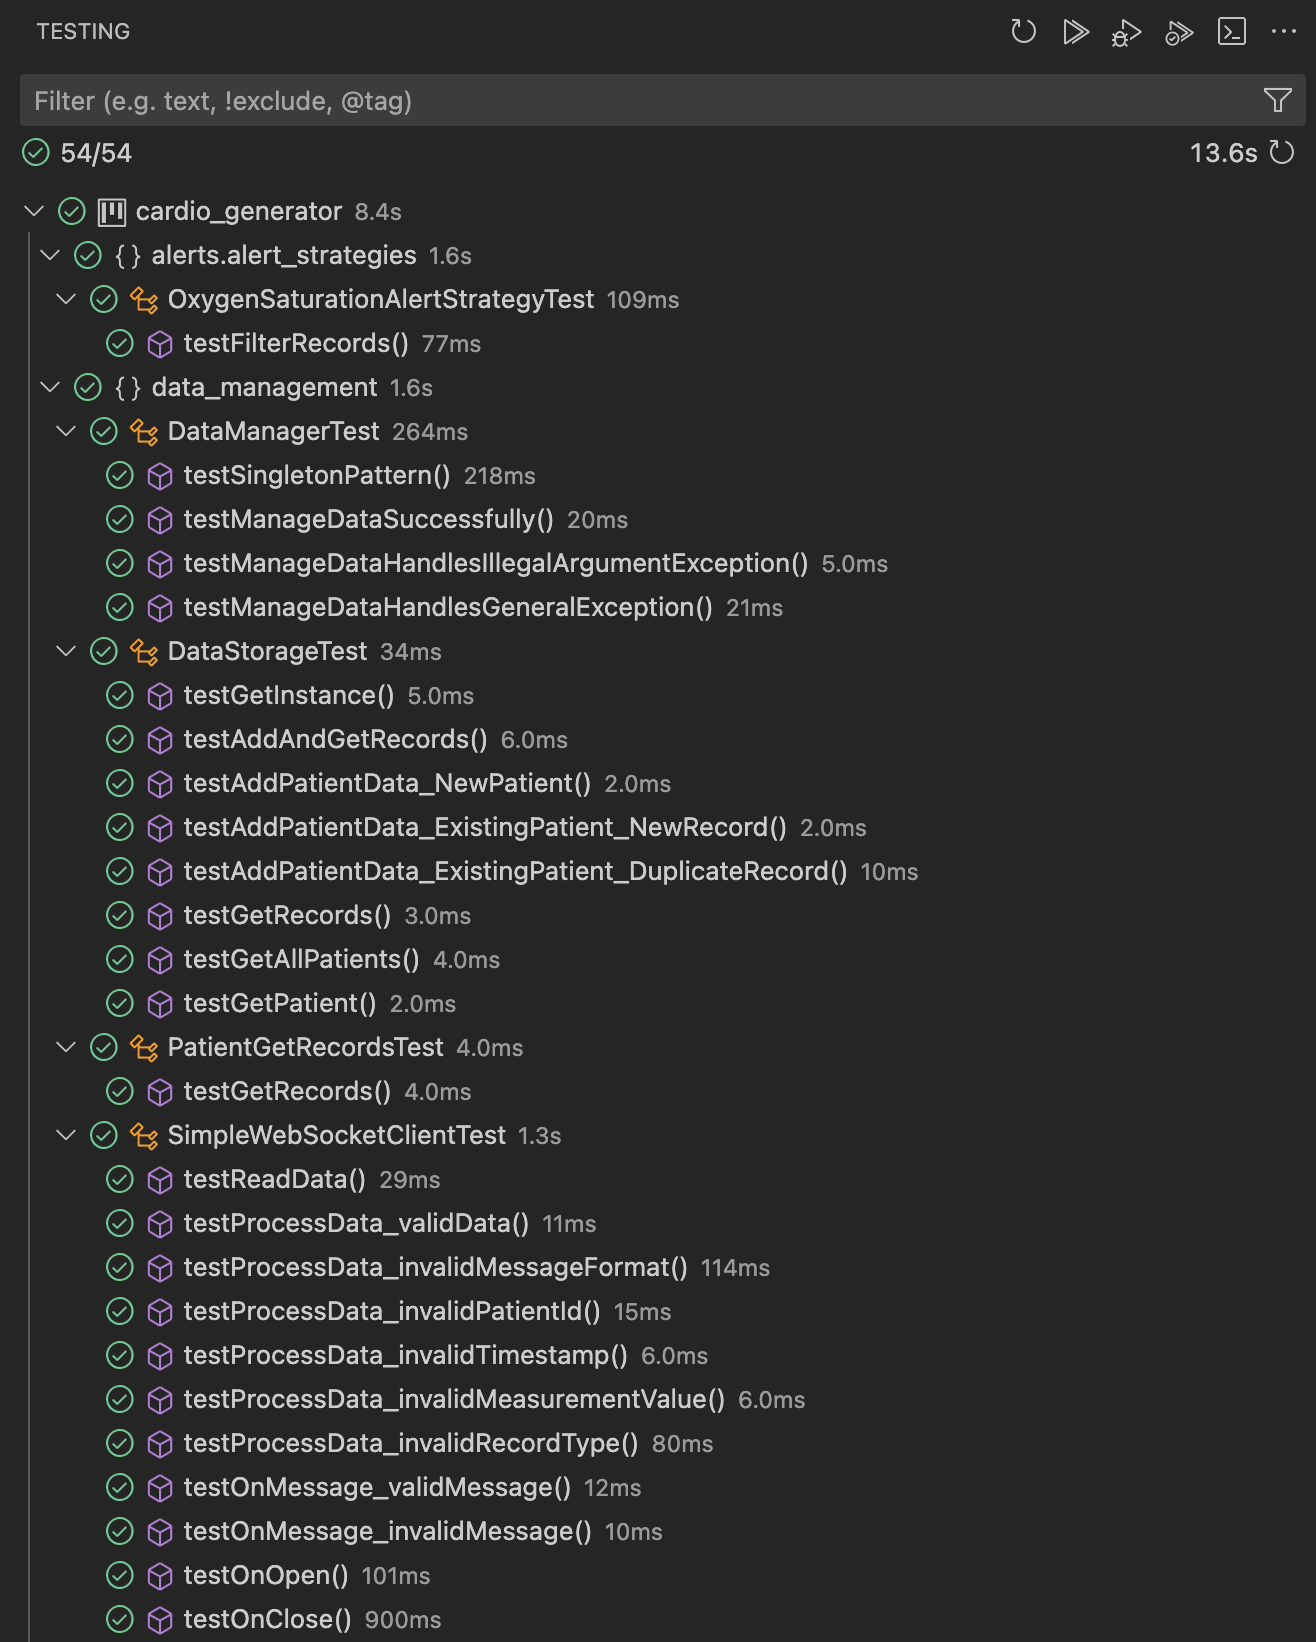 TESTING
Filter (e.g. text, !exclude, @tag)
54/54 13.6s
cardio_generator 8.4s
{} alerts.alert_strategies 1.6s
OxygenSaturationAlertStrategyTest 109ms
testFilterRecords() 77ms
{} data_management 1.6s
DataManagerTest 264ms
testSingletonPattern() 218ms
testManageDataSuccessfully() 20ms
testManageDataHandlesIllegalArgumentException() 5.0ms
testManageDataHandlesGeneralException() 21ms
DataStorageTest 34ms
testGetInstance() 5.0ms
testAddAndGetRecords() 6.0ms
testAddPatientData_NewPatient() 2.0ms
testAddPatientData_ExistingPatient_NewRecord() 2.0ms
testAddPatientData_ExistingPatient_DuplicateRecord() 10ms
testGetRecords() 3.0ms
testGetAllPatients() 4.0ms
testGetPatient() 2.0ms
PatientGetRecordsTest 4.0ms
testGetRecords() 4.0ms
SimpleWebSocketClientTest 1.3s
testReadData() 29ms
testProcessData_validData() 11ms
testProcessData_invalidMessageFormat() 114ms
testProcessData_invalidPatientId() 15ms
testProcessData_invalidTimestamp() 6.0ms
testProcessData_invalidMeasurementValue() 6.0ms
testProcessData_invalidRecordType() 80ms
testOnMessage_validMessage() 12ms
testOnMessage_invalidMessage() 10ms
testOnOpen() 101ms
testOnClose() 900ms